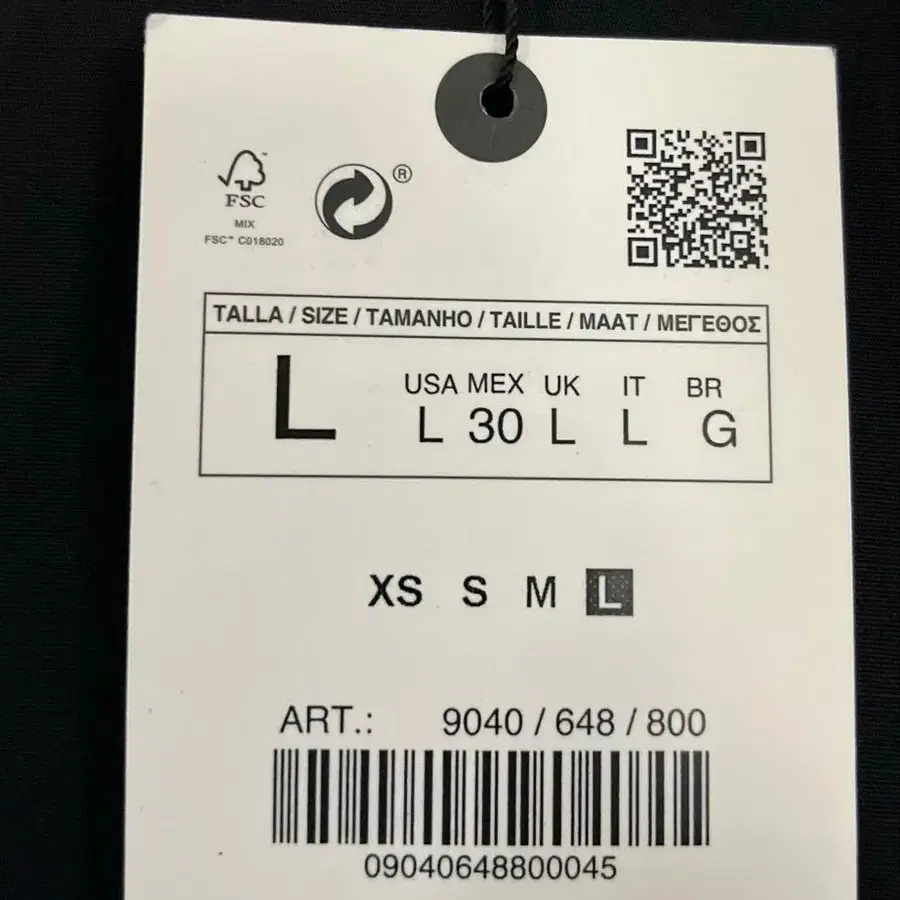 ®
FSC™
MIX
FSC™ C018020
TALLA / SIZE / TAMANHO / TAILLE / MAAT / ΜΕΓΕΘΟΣ
L
USA MEX UK IT BR
L 30 L L G
XS S M L
ART.: 9040 / 648 / 800
09040648800045